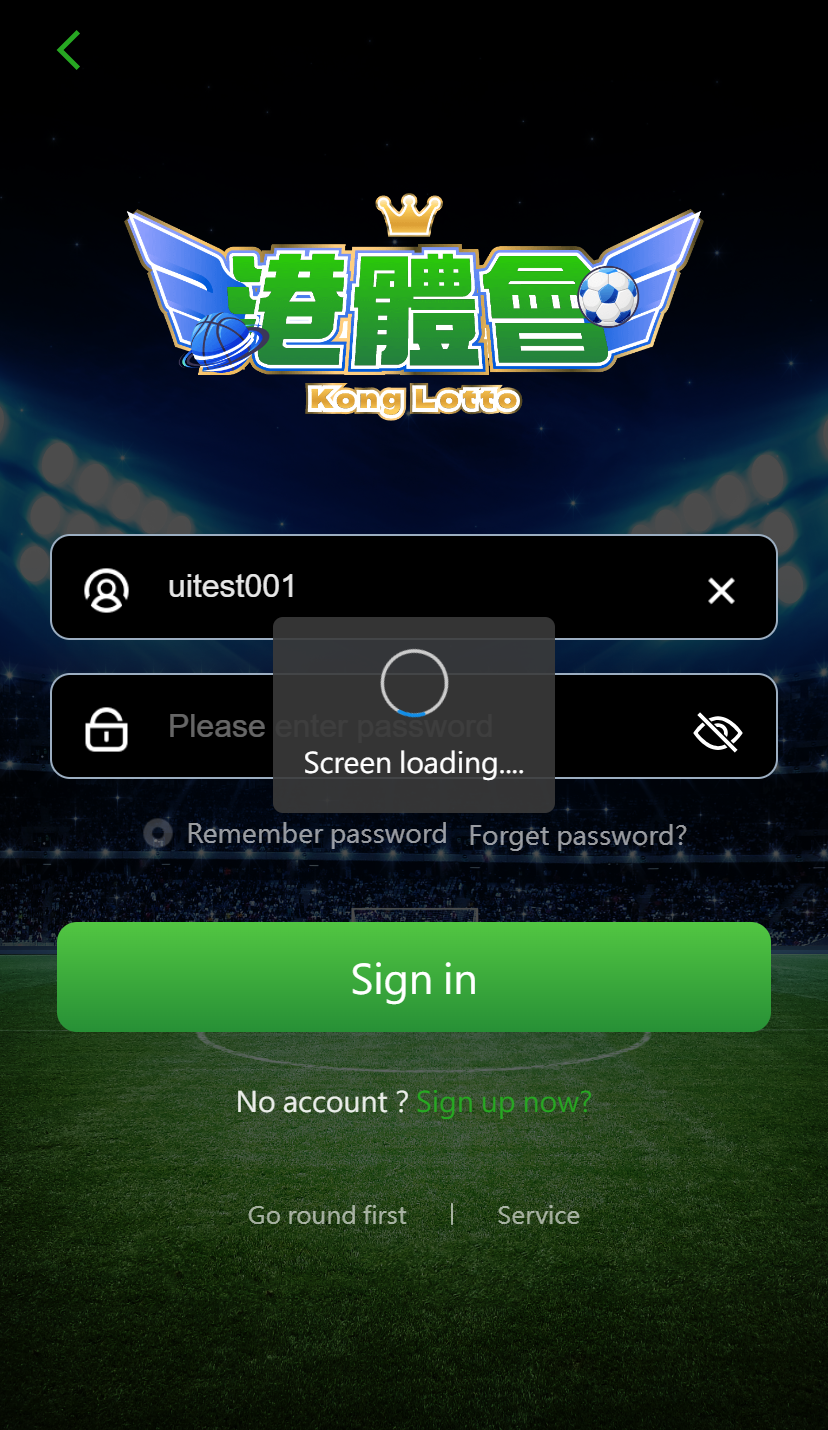 港體會
Kong Lotto
uitest001
Please enter password
Screen loading....
Remember password Forget password?
Sign in
No account ? Sign up now?
Go round first | Service